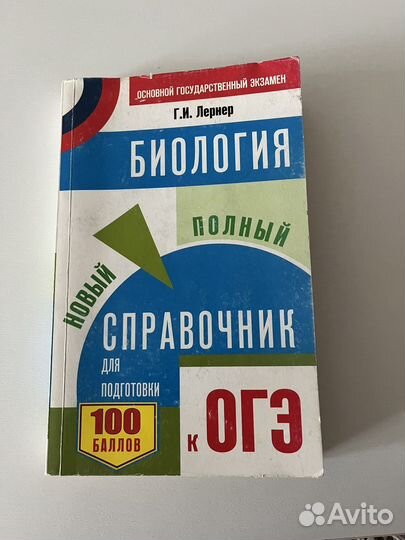 ОСНОВНОЙ ГОСУДАРСТВЕННЫЙ ЭКЗАМЕН
Г.И. Лернер
БИОЛОГИЯ
НОВЫЙ
ПОЛНЫЙ
СПРАВОЧНИК
ДЛЯ
ПОДГОТОВКИ
100
БАЛЛОВ
К ОГЭ
Avito